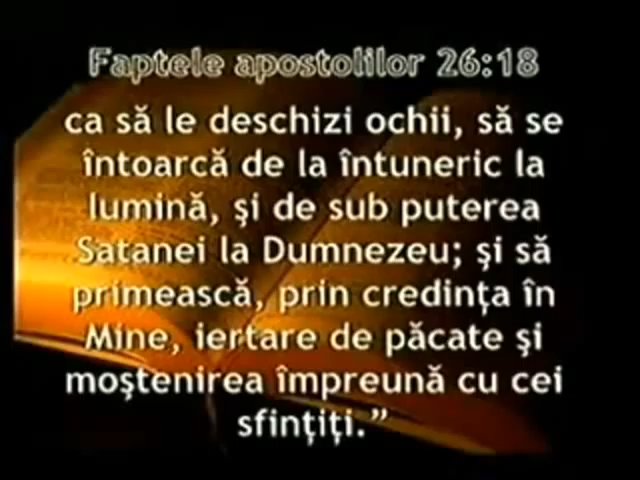 Faptele apostolilor 26:18
ca să le deschizi ochii, să se
întoarcă de la întuneric la
lumină, şi de sub puterea
Satanei la Dumnezeu; şi să
primească, prin credinţa în
Mine, iertare de păcate şi
moştenirea împreună cu cei
sfinţiţi.”